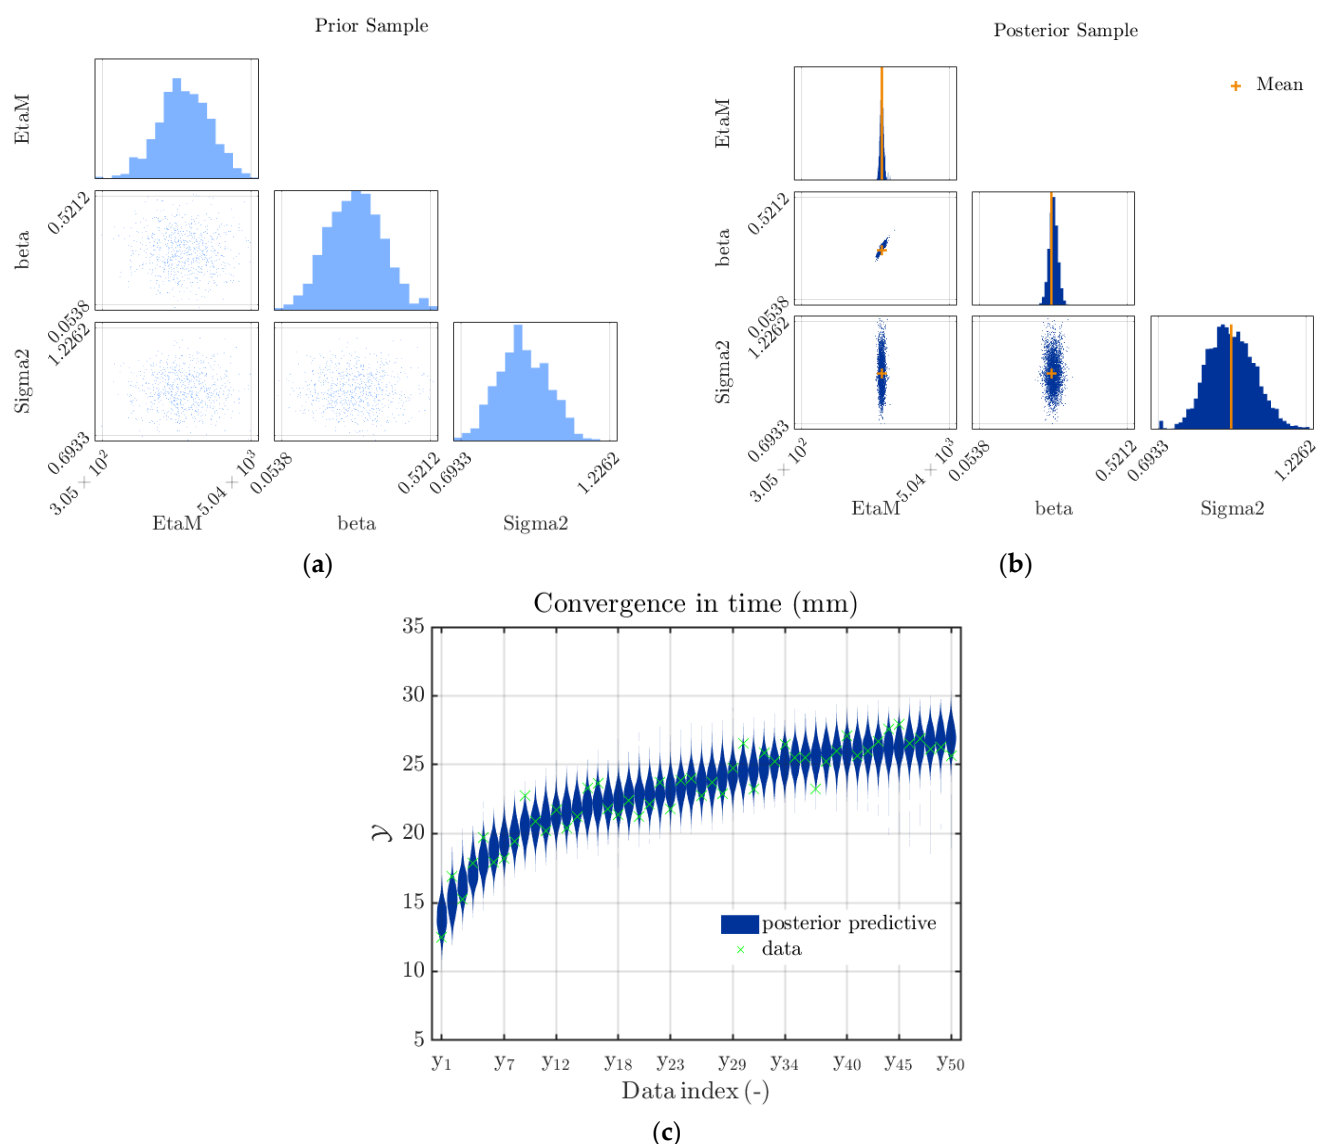 Prior Sample
EtaM
beta
Sigma2
0.5212
0.0538
1.2262
0.6933
3.05 × 10²
5.04 × 10³
0.0538
0.5212
0.6933
1.2262
EtaM
beta
Sigma2
(a)
Posterior Sample
Mean
EtaM
beta
Sigma2
0.5212
0.0538
1.2262
0.6933
3.05 × 10²
5.04 × 10³
0.0538
0.5212
0.6933
1.2262
EtaM
beta
Sigma2
(b)
Convergence in time (mm)
35
30
25
20
15
10
5
y
posterior predictive
data
y₁ y₇ y₁₂ y₁₈ y₂₃ y₂₉ y₃₄ y₄₀ y₄₅ y₅₀
Data index (-)
(c)